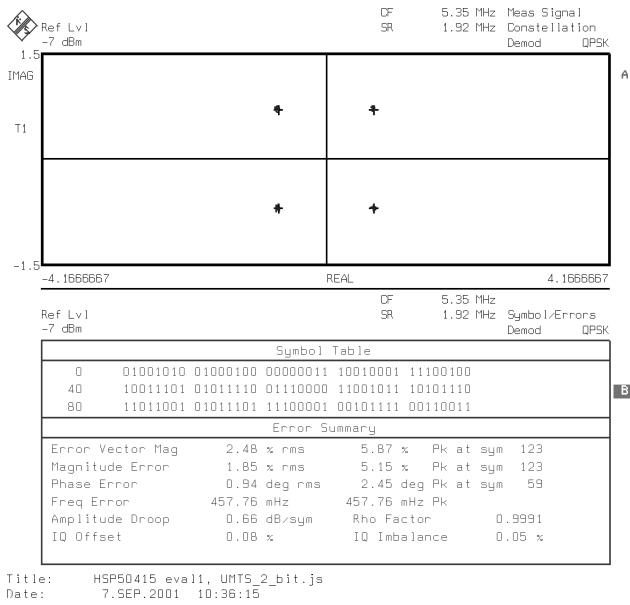 R S
CF 5.35 MHz Meas Signal
Ref Lvl SR 1.92 MHz Constellation
-7 dBm Demod QPSK
1.5
IMAG
A
T1
-1.5
-4.1666667 REAL 4.1666667
CF 5.35 MHz
Ref Lvl SR 1.92 MHz Symbol/Errors
-7 dBm Demod QPSK
Symbol Table
0 01001010 01000100 00000011 10010001 11100100
40 10011101 01011110 01110000 11001011 10101110
B
80 11011001 01011101 11100001 00101111 00110011
Error Summary
Error Vector Mag 2.48 % rms 5.87 % Pk at sym 123
Magnitude Error 1.85 % rms 5.15 % Pk at sym 123
Phase Error 0.94 deg rms 2.45 deg Pk at sym 59
Freq Error 457.76 mHz 457.76 mHz Pk
Amplitude Droop 0.66 dB/sym Rho Factor 0.9991
IQ Offset 0.08 % IQ Imbalance 0.05 %
Title: HSP50415 eval1, UMTS_2_bit.js
Date: 7.SEP.2001 10:36:15